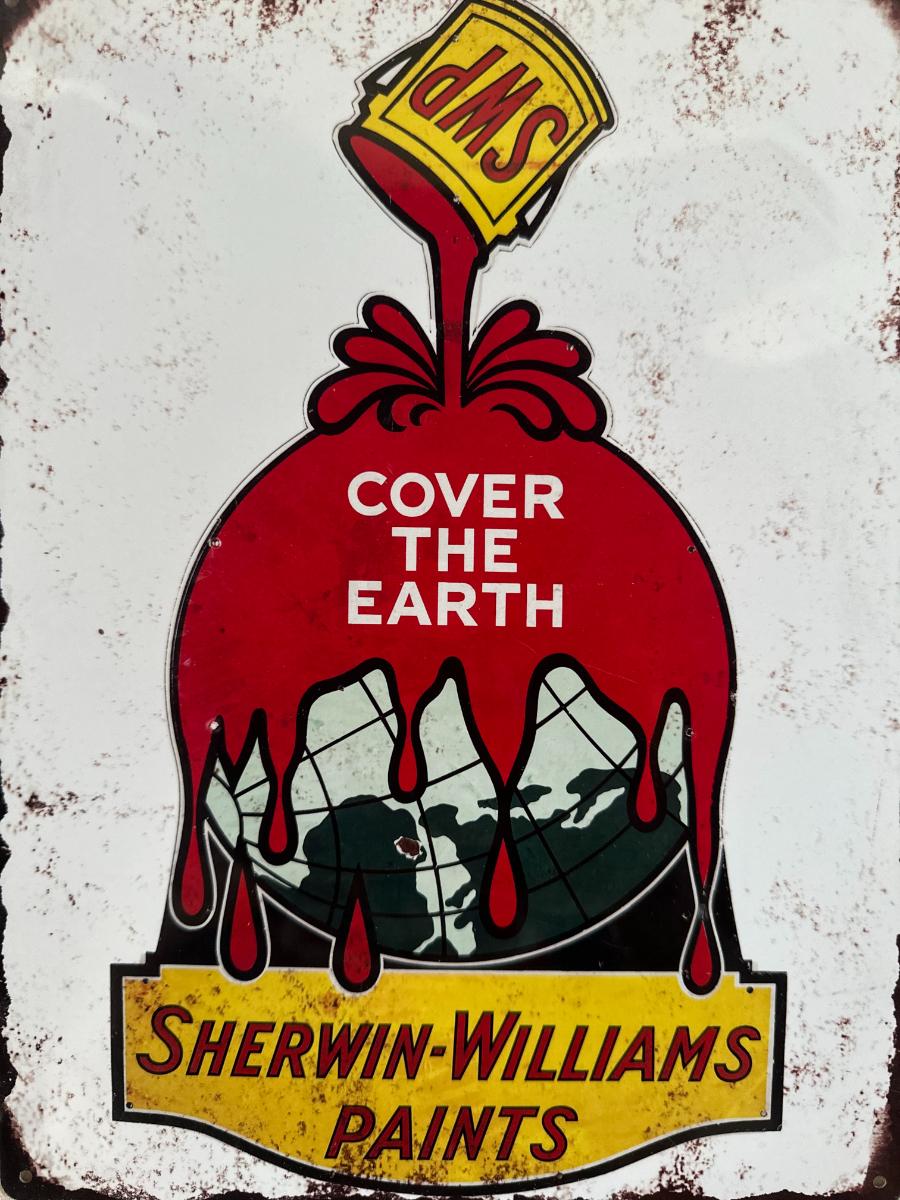 SWP
COVER
THE
EARTH
SHERWIN-WILLIAMS
PAINTS